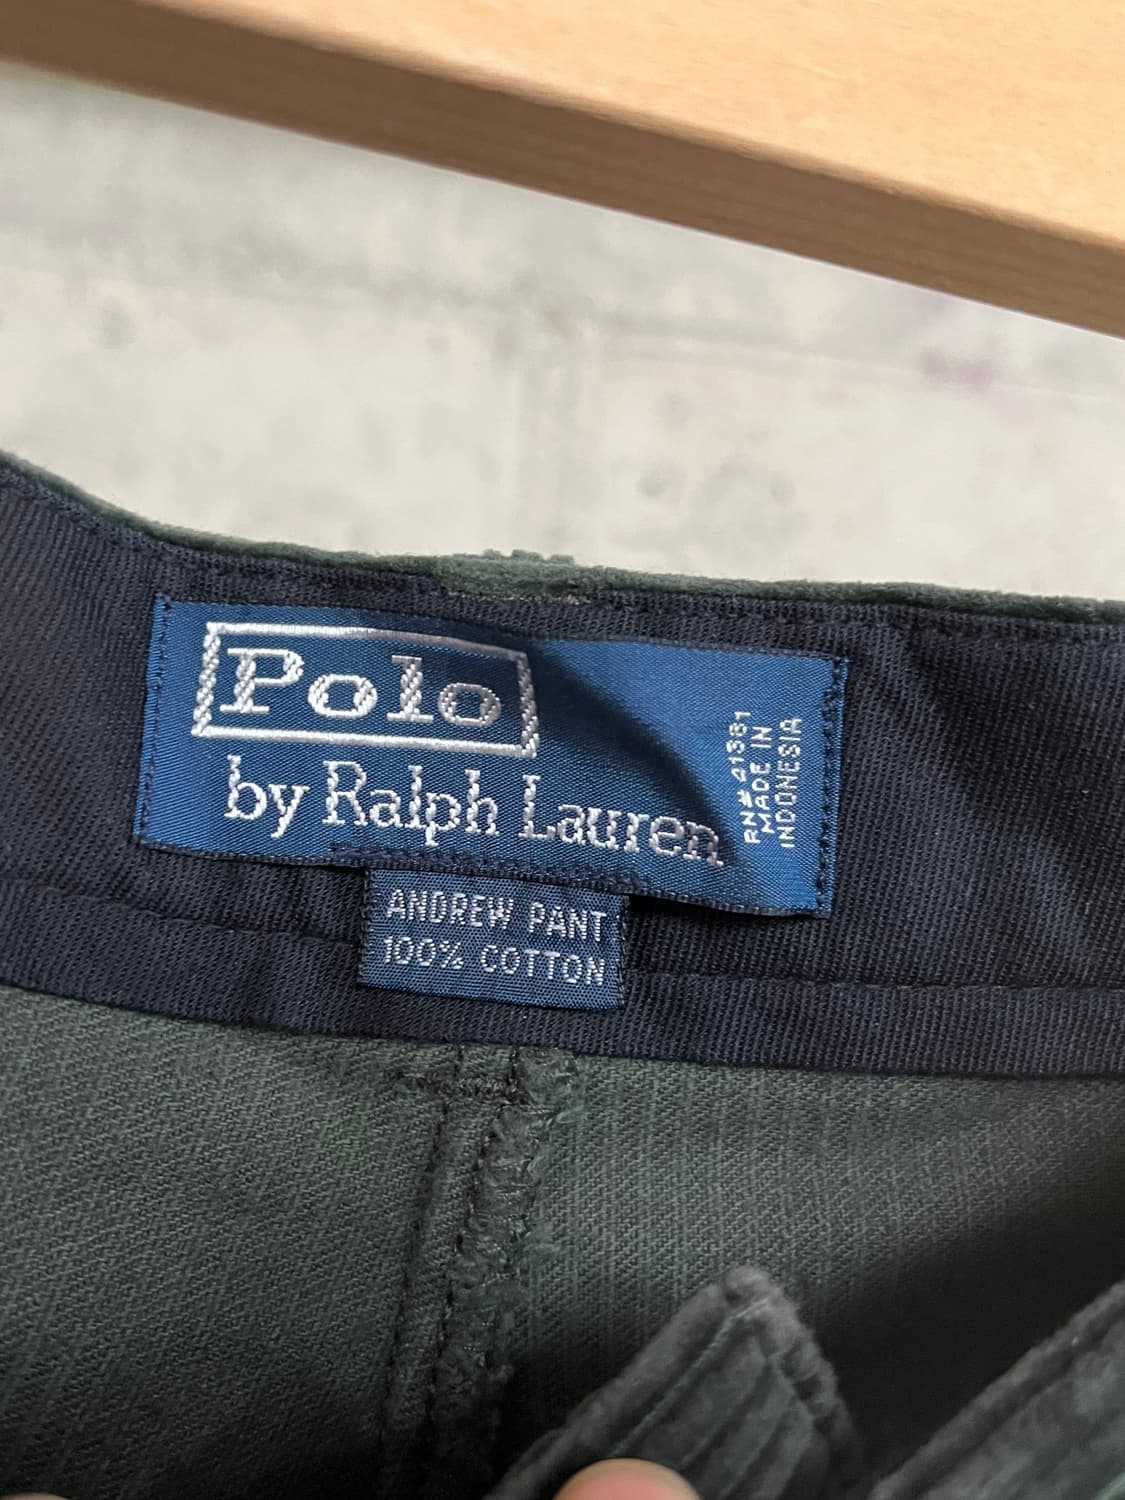 Polo
by Ralph Lauren
RN#41381
MADE IN
INDONESIA
ANDREW PANT
100% COTTON